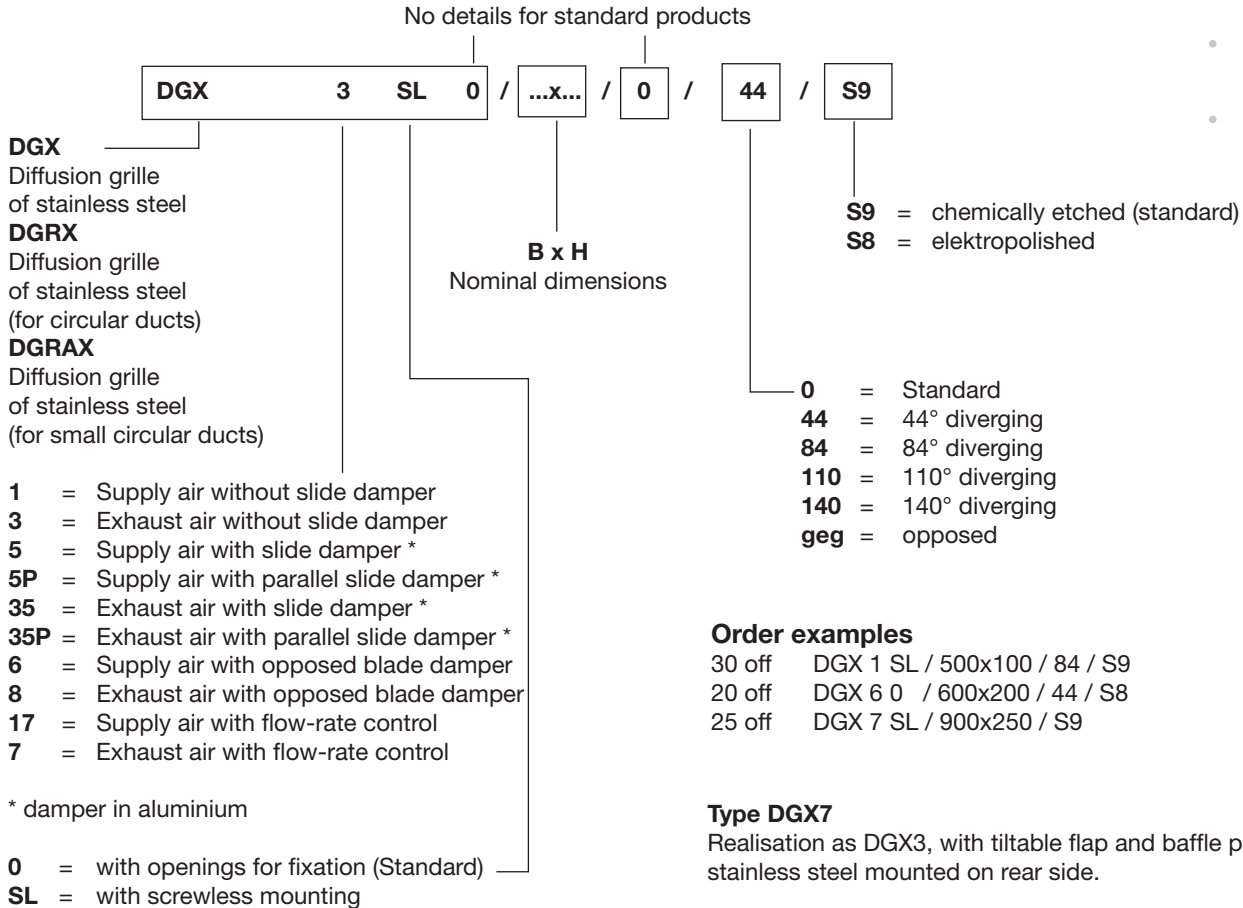 No details for standard products
DGX 3 SL 0 / ...x... / 0 / 44 / S9
DGX
Diffusion grille
of stainless steel
DGRX
Diffusion grille
of stainless steel
(for circular ducts)
DGRAX
Diffusion grille
of stainless steel
(for small circular ducts)
B x H
Nominal dimensions
S9 = chemically etched (standard)
S8 = elektropolished
0 = Standard
44 = 44° diverging
84 = 84° diverging
110 = 110° diverging
140 = 140° diverging
geg = opposed
1 = Supply air without slide damper
3 = Exhaust air without slide damper
5 = Supply air with slide damper *
5P = Supply air with parallel slide damper *
35 = Exhaust air with slide damper *
35P = Exhaust air with parallel slide damper *
6 = Supply air with opposed blade damper
8 = Exhaust air with opposed blade damper
17 = Supply air with flow-rate control
7 = Exhaust air with flow-rate control
* damper in aluminium
0 = with openings for fixation (Standard)
SL = with screwless mounting
Order examples
30 off DGX 1 SL / 500x100 / 84 / S9
20 off DGX 6 0 / 600x200 / 44 / S8
25 off DGX 7 SL / 900x250 / S9
Type DGX7
Realisation as DGX3, with tiltable flap and baffle p
stainless steel mounted on rear side.